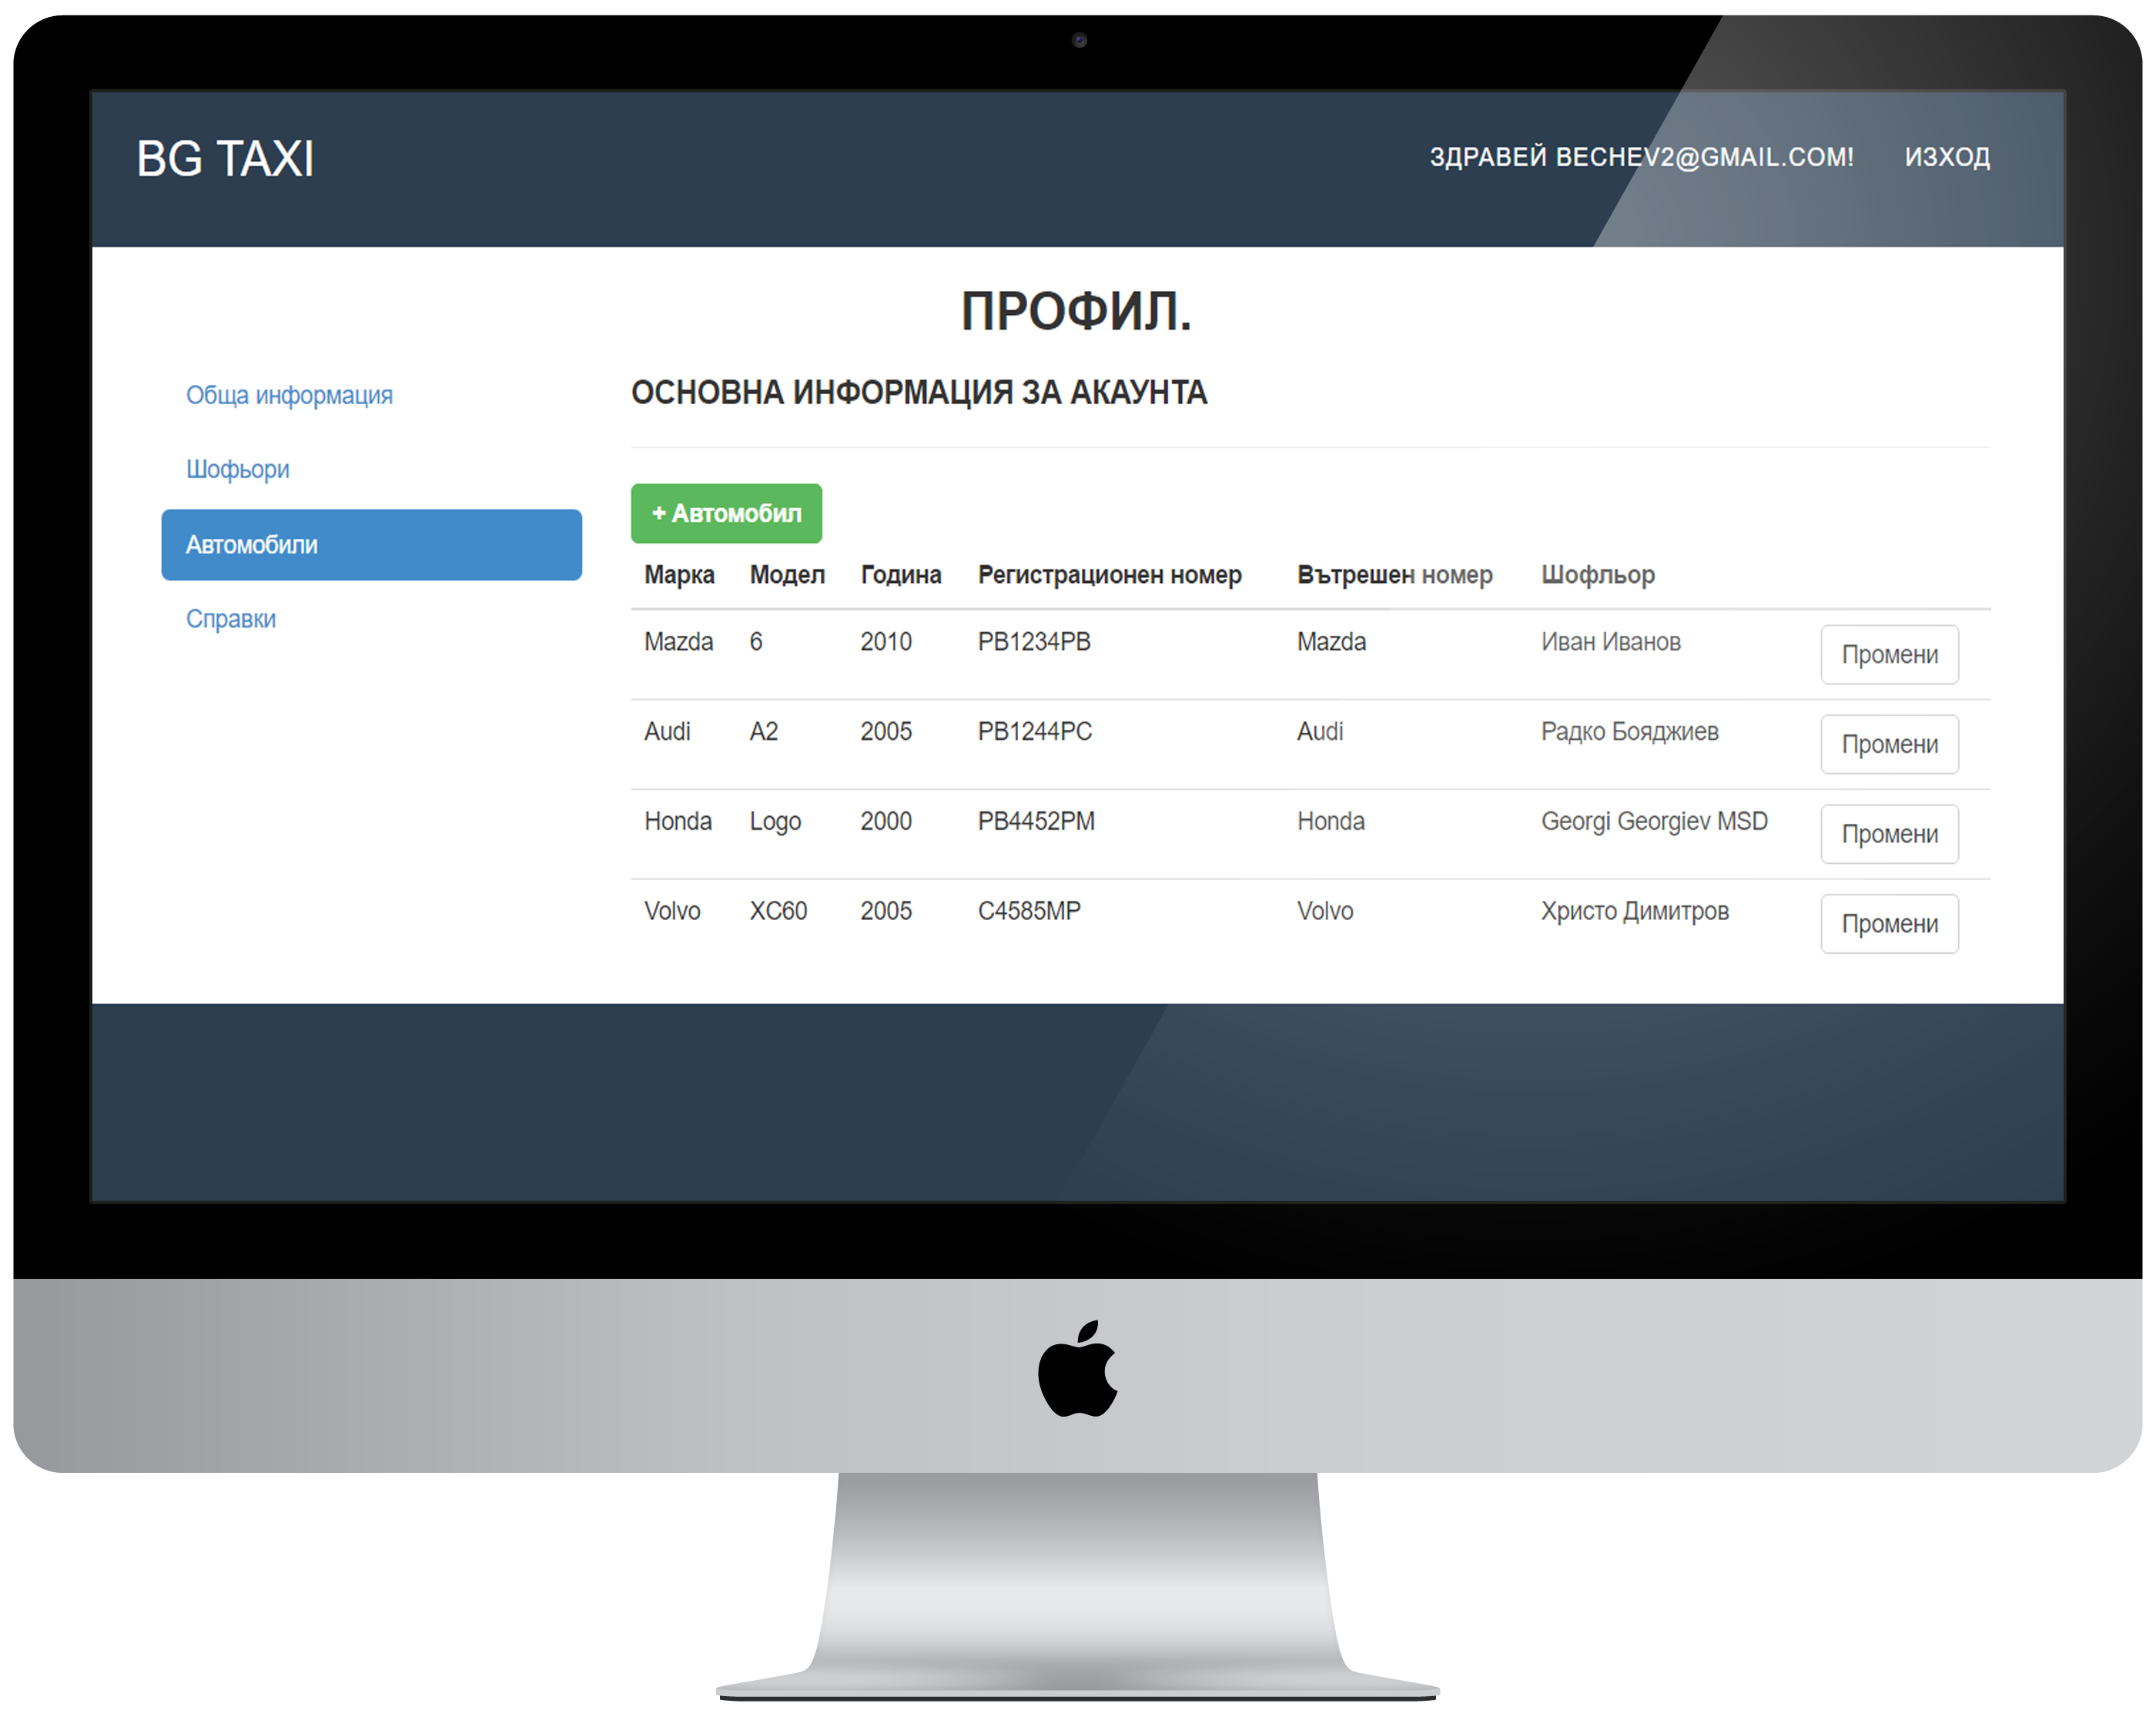 BG TAXI
ЗДРАВЕЙ BECHEV2@GMAIL.COM! ИЗХОД
ПРОФИЛ.
Обща информация
Шофьори
Автомобили
Справки
ОСНОВНА ИНФОРМАЦИЯ ЗА АКАУНТА
+ Автомобил
Марка Модел Година Регистрационен номер Вътрешен номер Шофльор
Mazda 6 2010 PB1234PB Mazda Иван Иванов Промени
Audi A2 2005 PB1244PC Audi Радко Бояджиев Промени
Honda Logo 2000 PB4452PM Honda Georgi Georgiev MSD Промени
Volvo XC60 2005 C4585MP Volvo Христо Димитров Промени